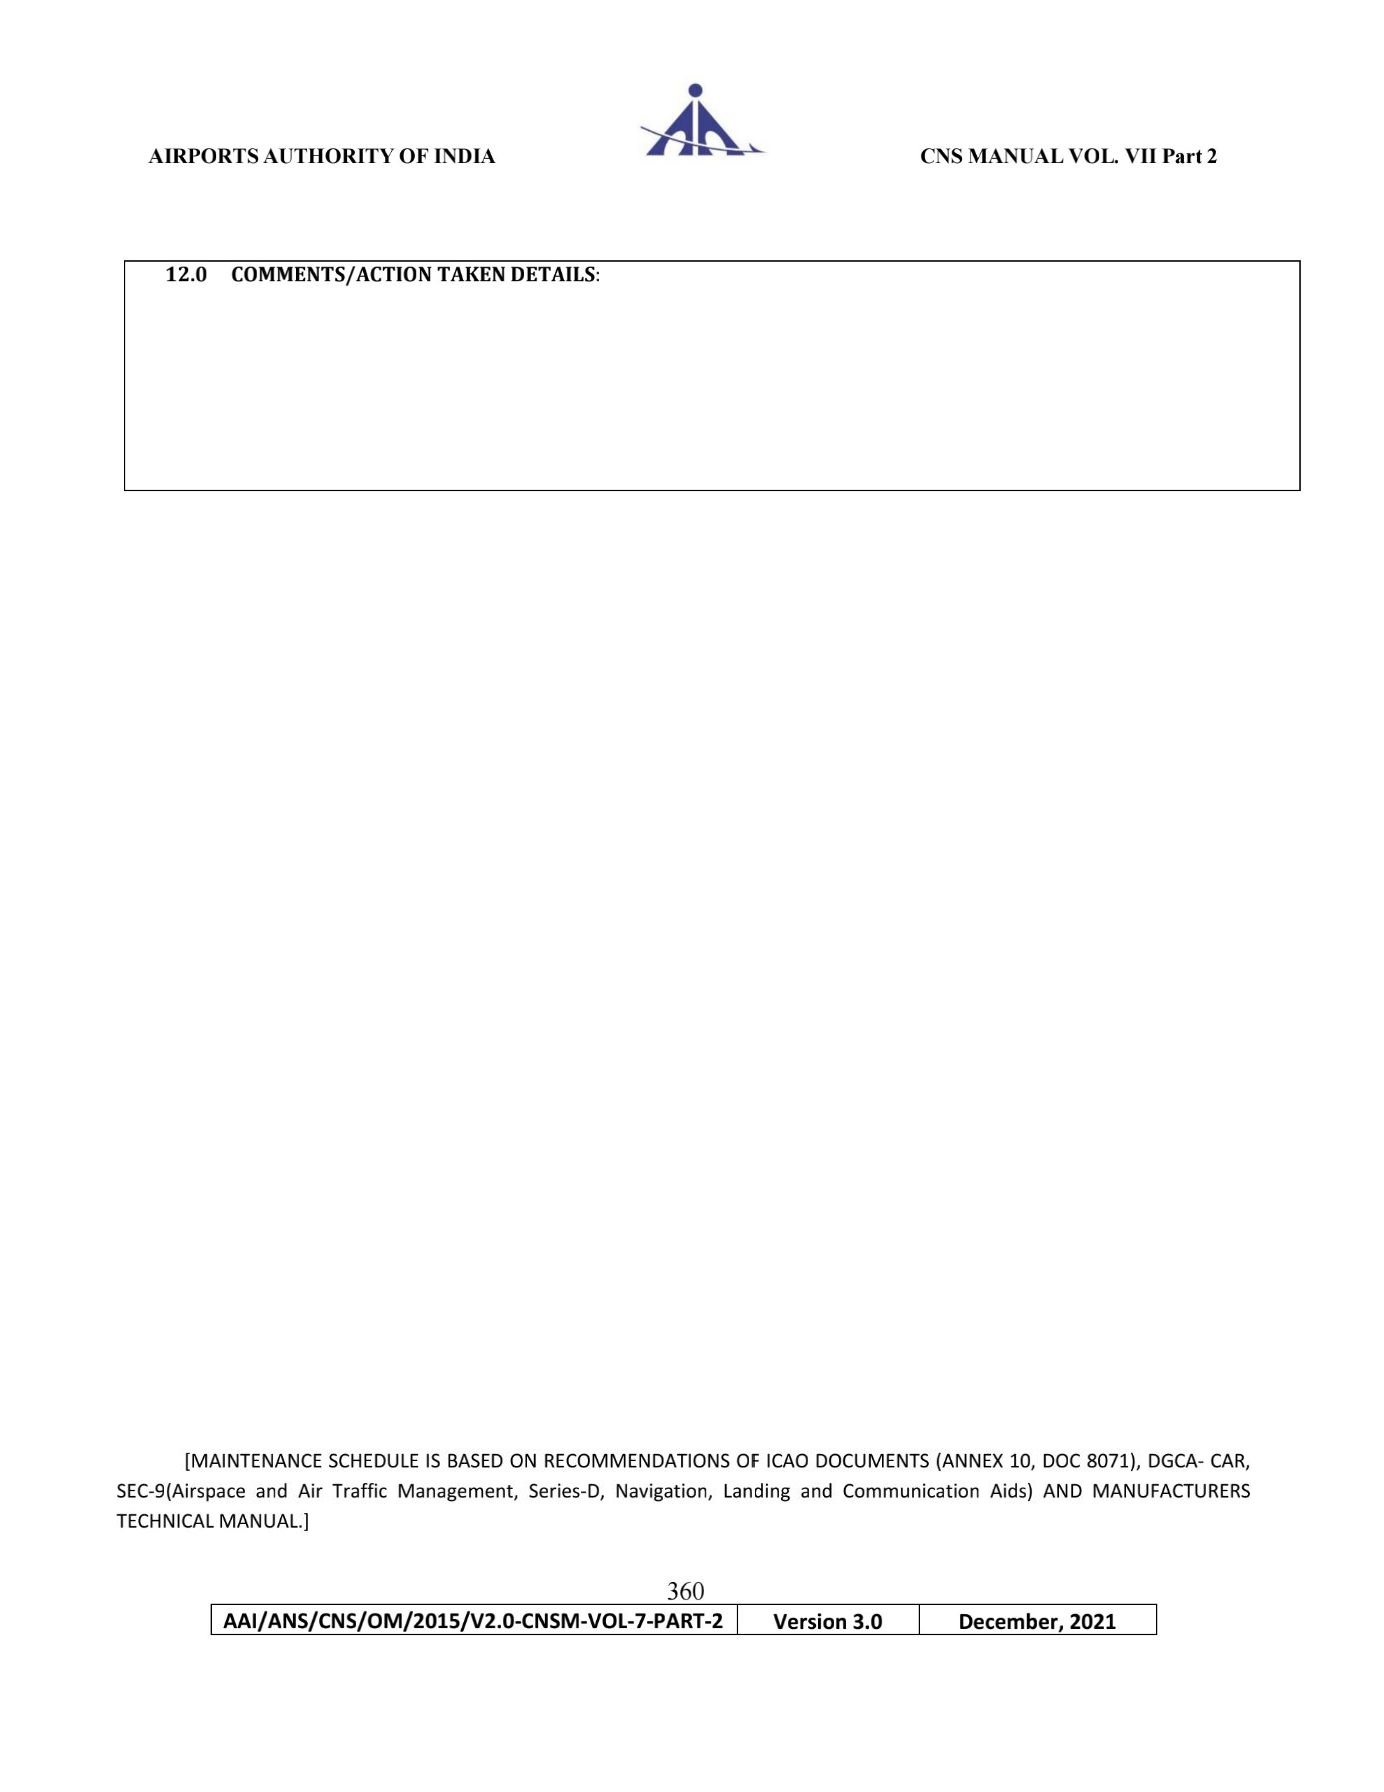 AIRPORTS AUTHORITY OF INDIA CNS MANUAL VOL. VII Part 2
12.0 COMMENTS/ACTION TAKEN DETAILS:
[MAINTENANCE SCHEDULE IS BASED ON RECOMMENDATIONS OF ICAO DOCUMENTS (ANNEX 10, DOC 8071), DGCA- CAR,
SEC-9(Airspace and Air Traffic Management, Series-D, Navigation, Landing and Communication Aids) AND MANUFACTURERS
TECHNICAL MANUAL.]
360
AAI/ANS/CNS/OM/2015/V2.0-CNSM-VOL-7-PART-2 Version 3.0 December, 2021